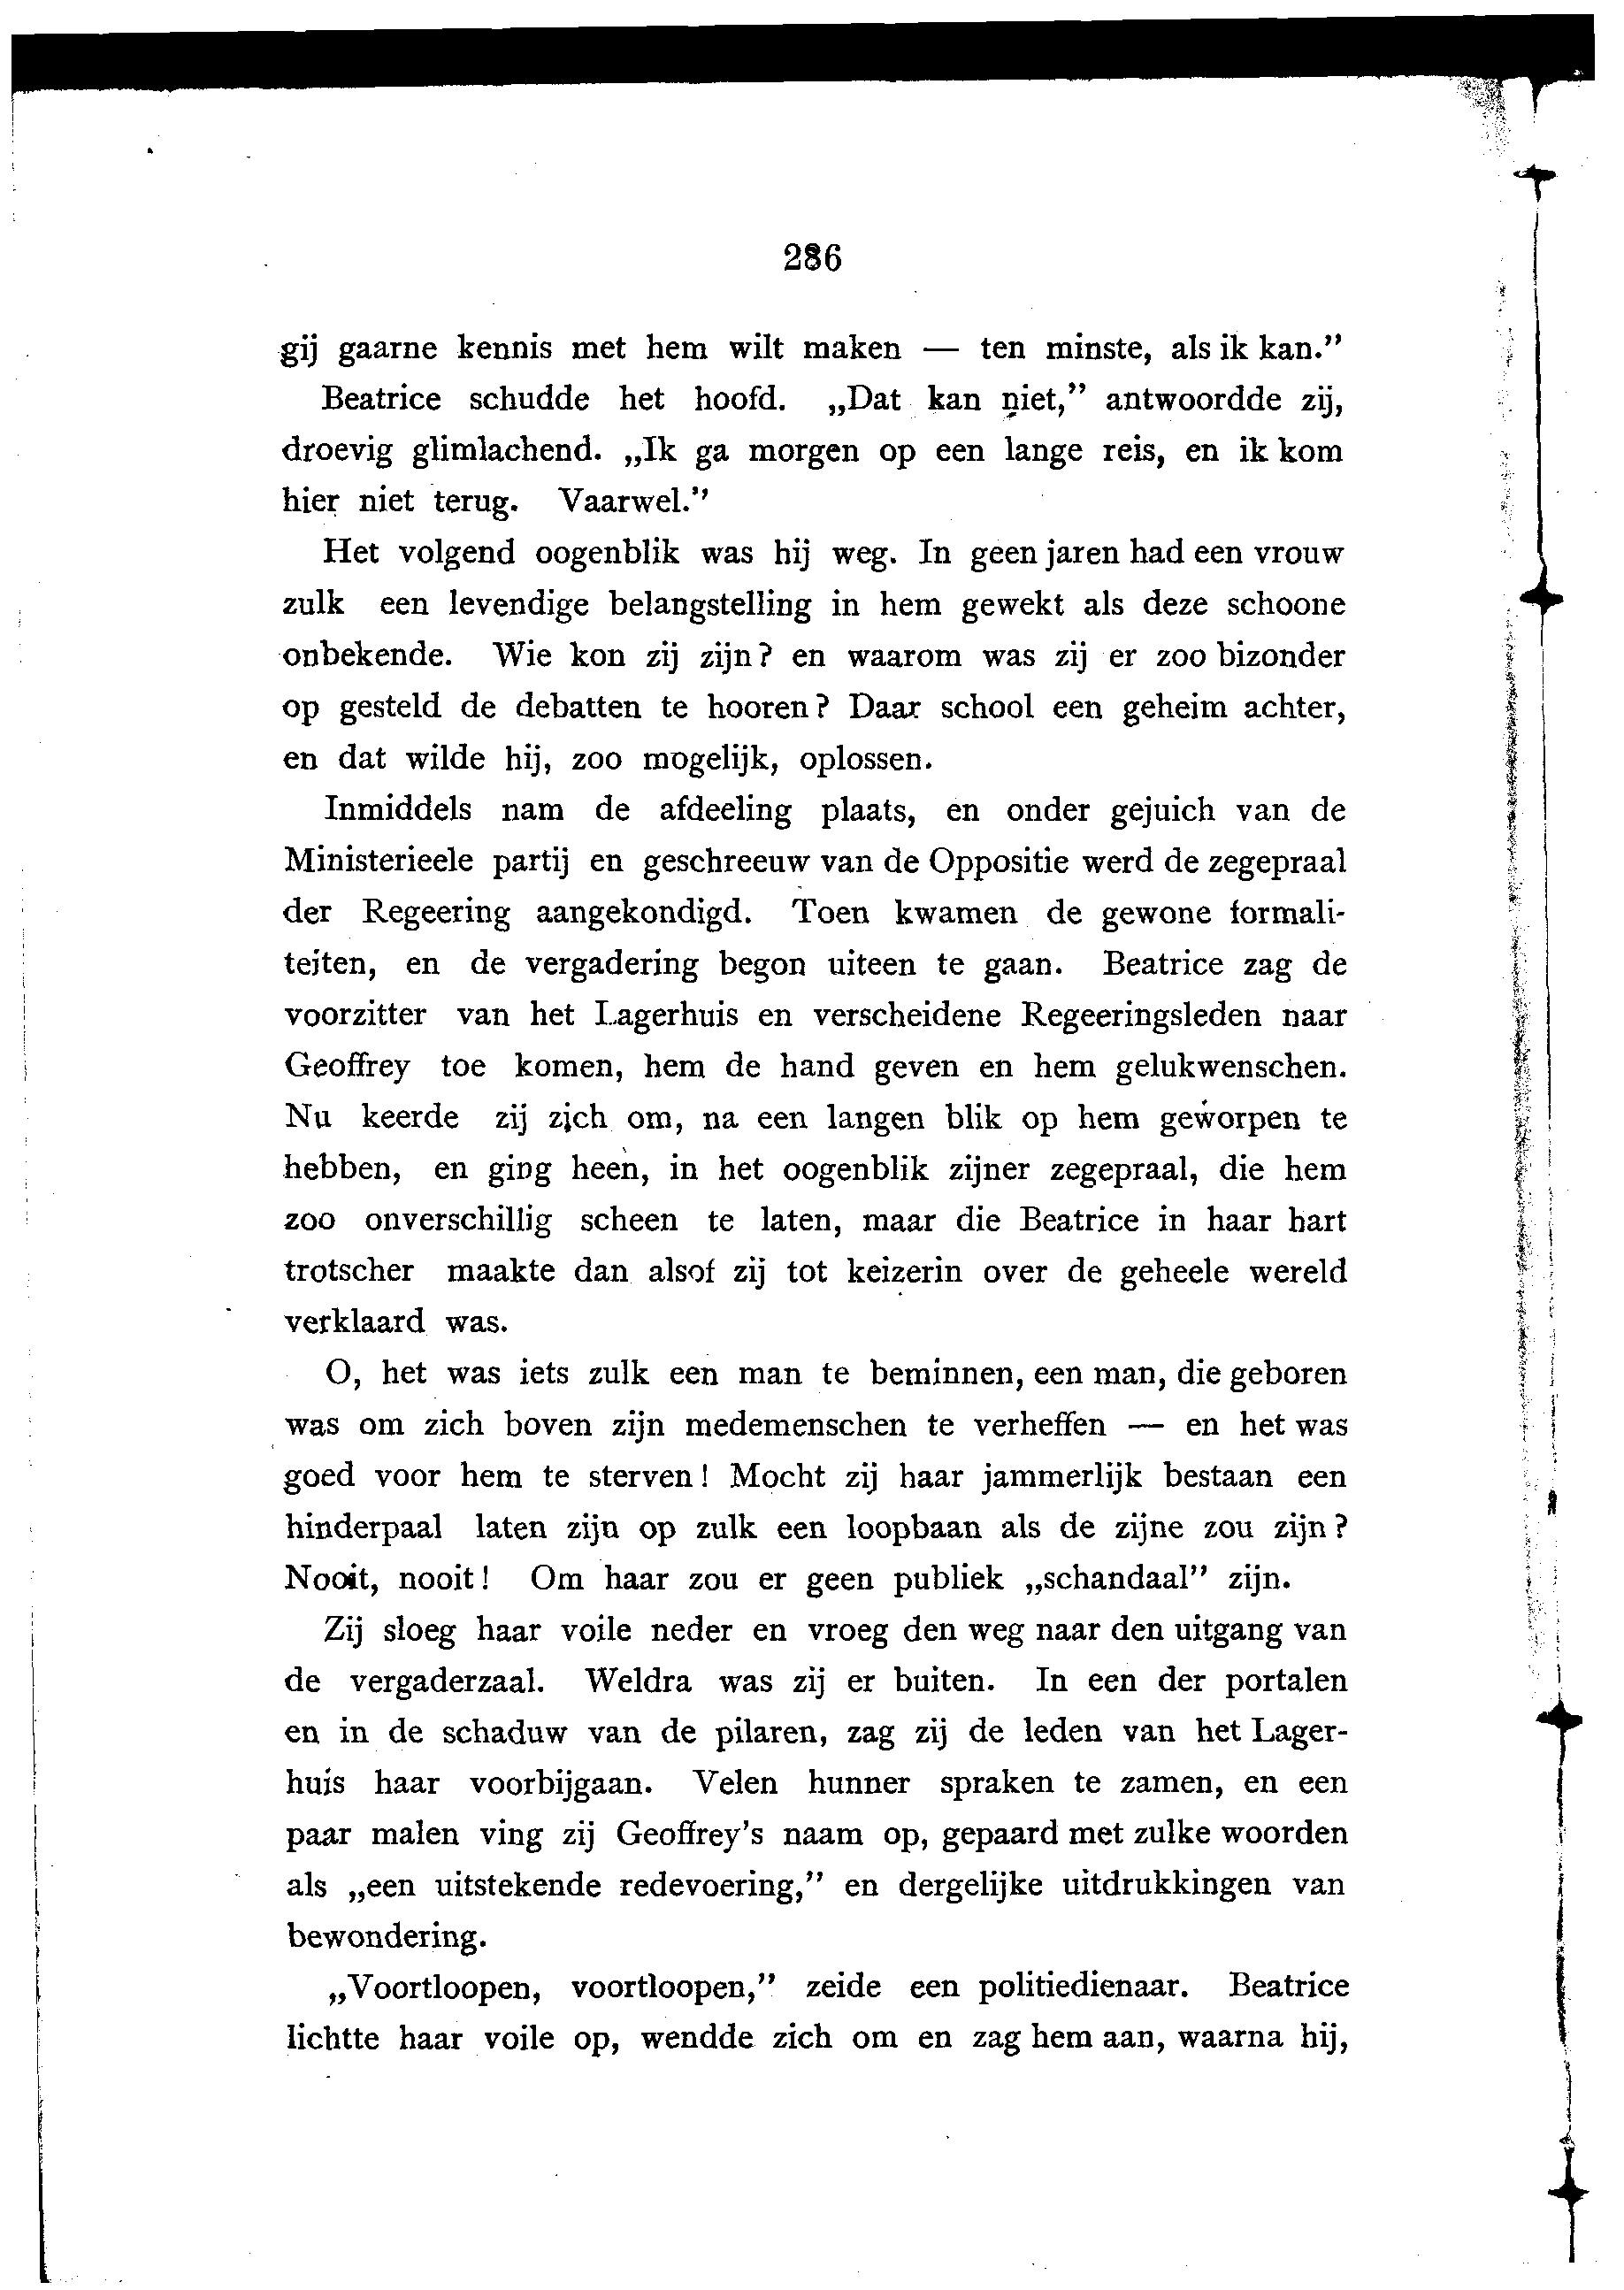 286
gij gaarne kennis met hem wilt maken — ten minste, als ik kan.”
Beatrice schudde het hoofd. „Dat kan niet,” antwoordde zij,
droevig glimlachend. „Ik ga morgen op een lange reis, en ik kom
hier niet terug. Vaarwel.”
Het volgend oogenblik was hij weg. In geen jaren had een vrouw
zulk een levendige belangstelling in hem gewekt als deze schoone
onbekende. Wie kon zij zijn? en waarom was zij er zoo bizonder
op gesteld de debatten te hooren? Daar school een geheim achter,
en dat wilde hij, zoo mogelijk, oplossen.
Inmiddels nam de afdeeling plaats, en onder gejuich van de
Ministerieele partij en geschreeuw van de Oppositie werd de zegepraal
der Regeering aangekondigd. Toen kwamen de gewone formali-
teiten, en de vergadering begon uiteen te gaan. Beatrice zag de
voorzitter van het Lagerhuis en verscheidene Regeeringsleden naar
Geoffrey toe komen, hem de hand geven en hem gelukwenschen.
Nu keerde zij zich om, na een langen blik op hem geworpen te
hebben, en ging heen, in het oogenblik zijner zegepraal, die hem
zoo onverschillig scheen te laten, maar die Beatrice in haar hart
trotscher maakte dan alsof zij tot keizerin over de geheele wereld
verklaard was.
O, het was iets zulk een man te beminnen, een man, die geboren
was om zich boven zijn medemenschen te verheffen — en het was
goed voor hem te sterven! Mocht zij haar jammerlijk bestaan een
hinderpaal laten zijn op zulk een loopbaan als de zijne zou zijn?
Nooit, nooit! Om haar zou er geen publiek „schandaal” zijn.
Zij sloeg haar voile neder en vroeg den weg naar den uitgang van
de vergaderzaal. Weldra was zij er buiten. In een der portalen
en in de schaduw van de pilaren, zag zij de leden van het Lager-
huis haar voorbijgaan. Velen hunner spraken te zamen, en een
paar malen ving zij Geoffrey's naam op, gepaard met zulke woorden
als „een uitstekende redevoering,” en dergelijke uitdrukkingen van
bewondering.
„Voortloopen, voortloopen,” zeide een politiedienaar. Beatrice
lichtte haar voile op, wendde zich om en zag hem aan, waarna hij,